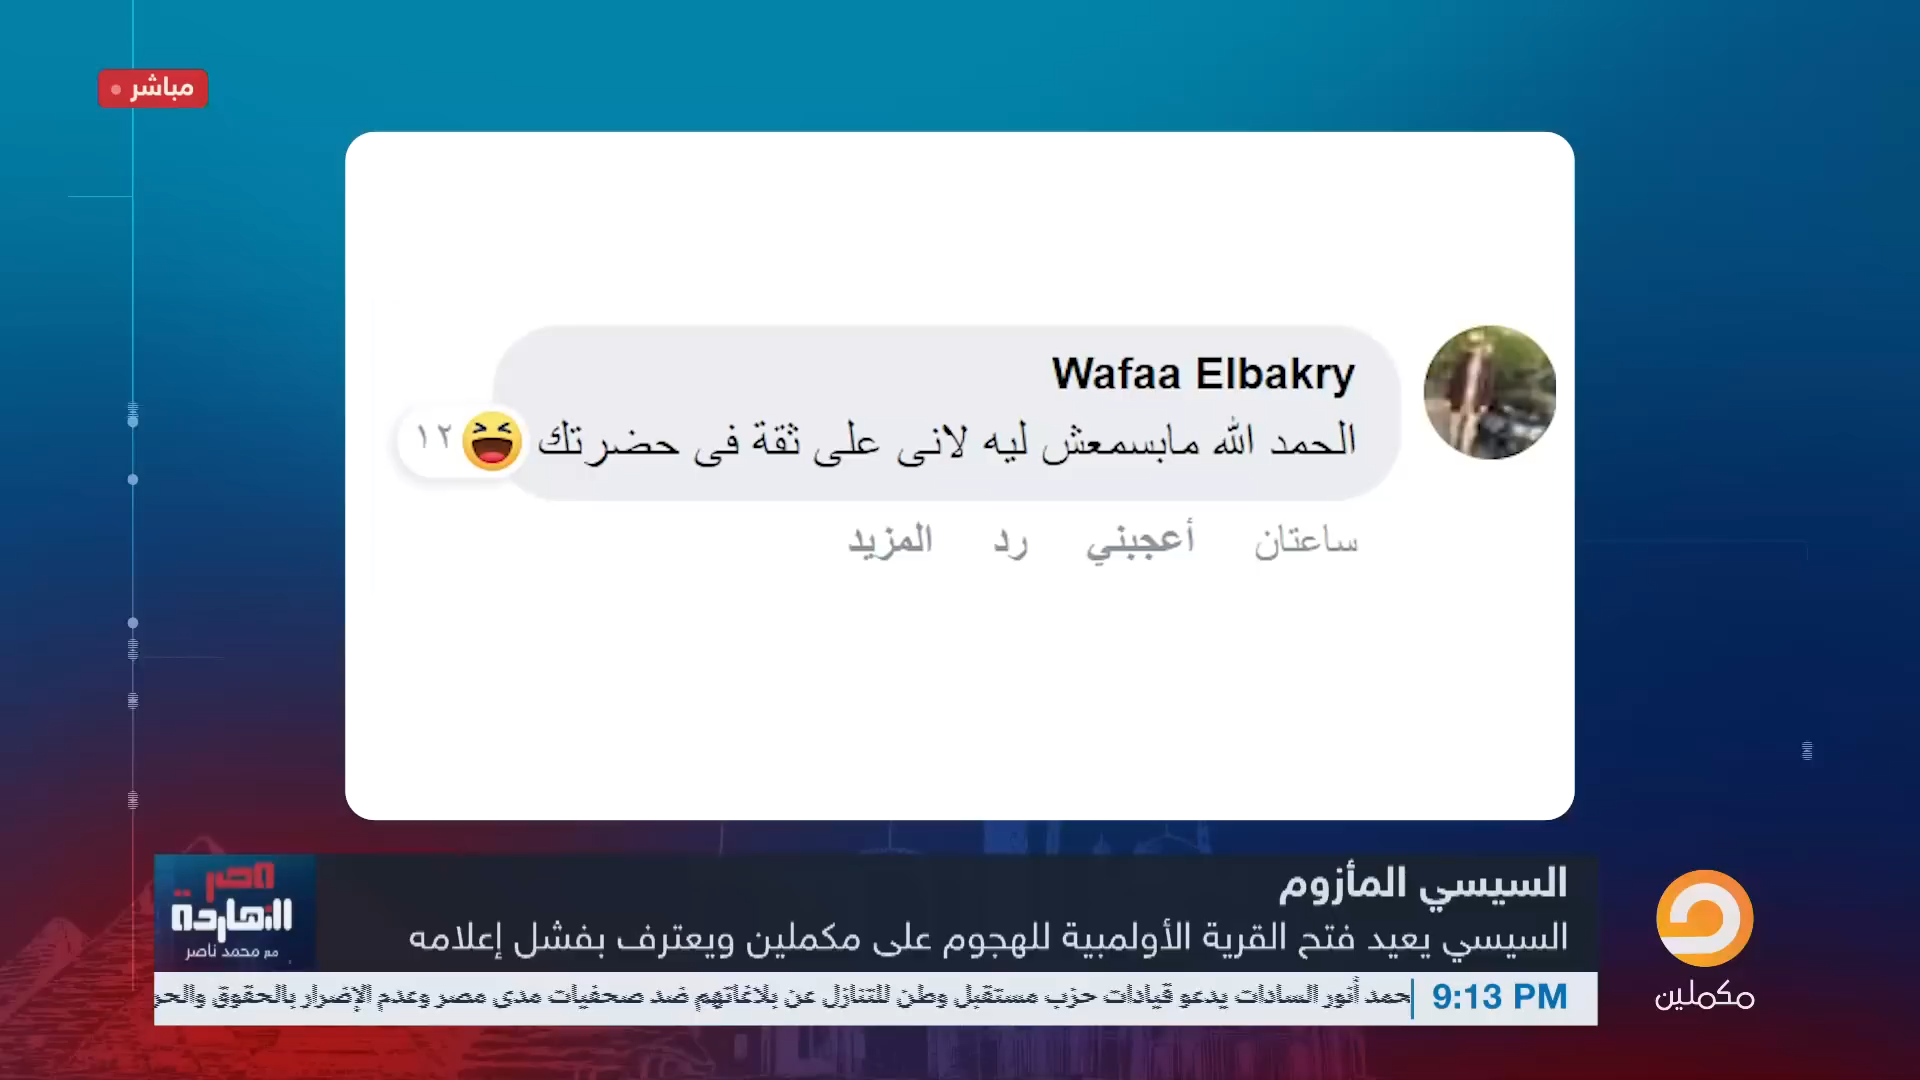 مباشر
Wafaa Elbakry
الحمد الله مابسمعش ليه لانى على ثقة فى حضرتك
١٢
ساعتان أعجبني رد المزيد
السيسي المأزوم
السيسي يعيد فتح القرية الأولمبية للهجوم على مكملين ويعترف بفشل إعلامه
مصر
النهاردة
مع محمد ناصر
9:13 PM
حمد أنور السادات يدعو قيادات حزب مستقبل وطن للتنازل عن بلاغاتهم ضد صحفيات مدى مصر وعدم الإضرار بالحقوق والحر
مكملين